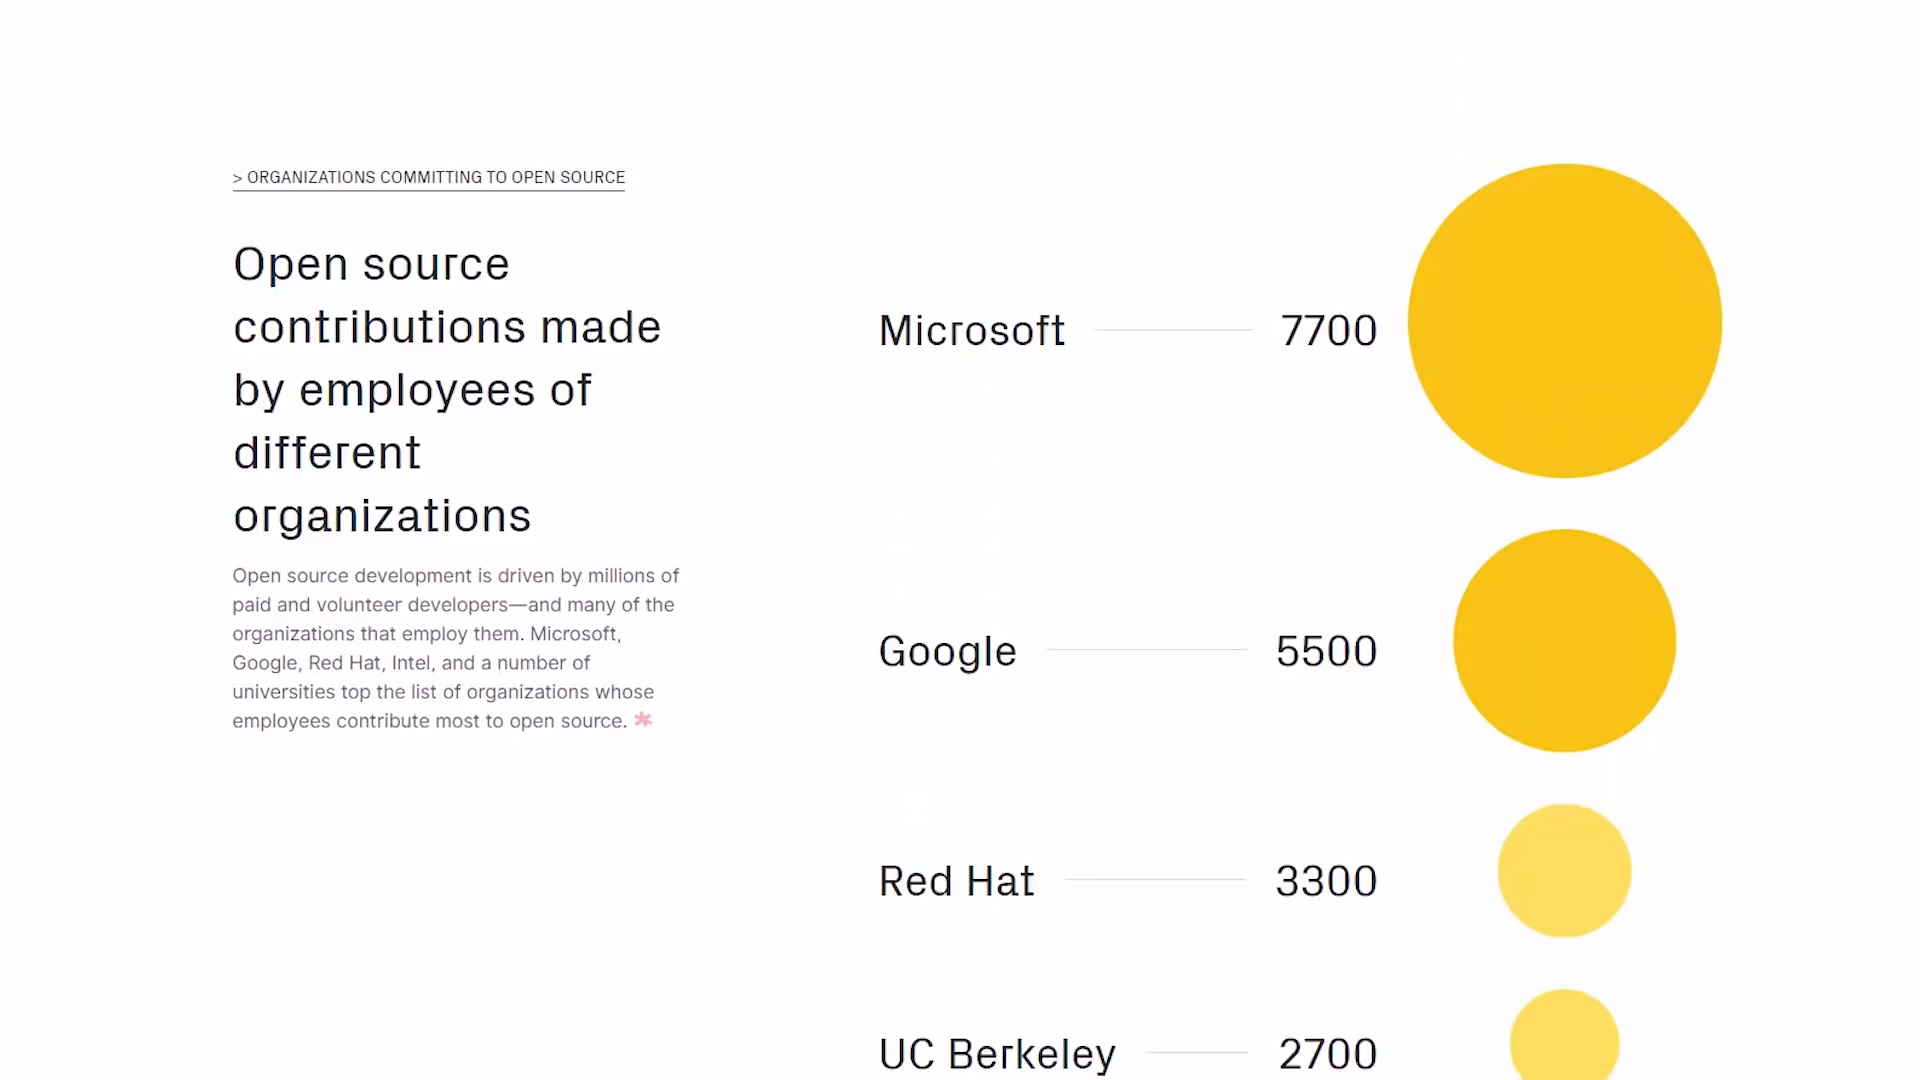 > ORGANIZATIONS COMMITTING TO OPEN SOURCE
Open source
contributions made
by employees of
different
organizations
Open source development is driven by millions of
paid and volunteer developers—and many of the
organizations that employ them. Microsoft,
Google, Red Hat, Intel, and a number of
universities top the list of organizations whose
employees contribute most to open source. *
Microsoft 7700
Google 5500
Red Hat 3300
UC Berkeley 2700